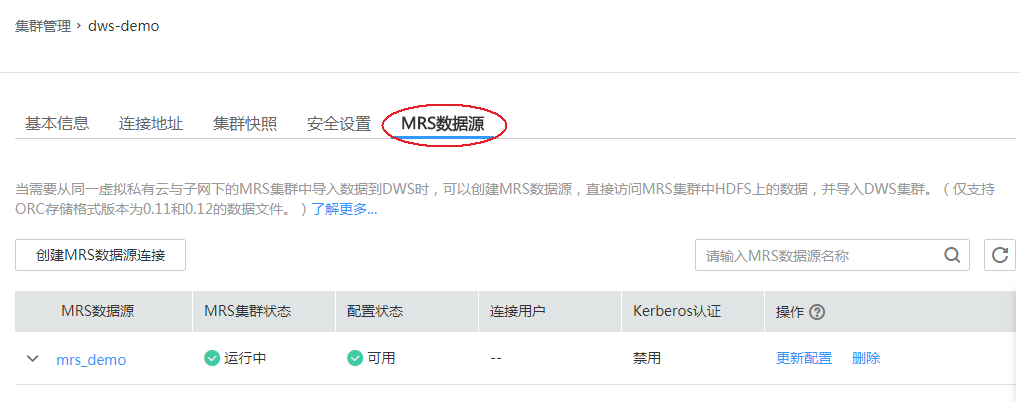 集群管理 › dws-demo
基本信息 连接地址 集群快照 安全设置 MRS数据源
当需要从同一虚拟私有云与子网下的MRS集群中导入数据到DWS时，可以创建MRS数据源，直接访问MRS集群中HDFS上的数据，并导入DWS集群。（仅支持
ORC存储格式版本为0.11和0.12的数据文件。）了解更多...
创建MRS数据源连接 请输入MRS数据源名称
MRS数据源 MRS集群状态 配置状态 连接用户 Kerberos认证 操作 ?
mrs_demo 运行中 可用 -- 禁用 更新配置 删除